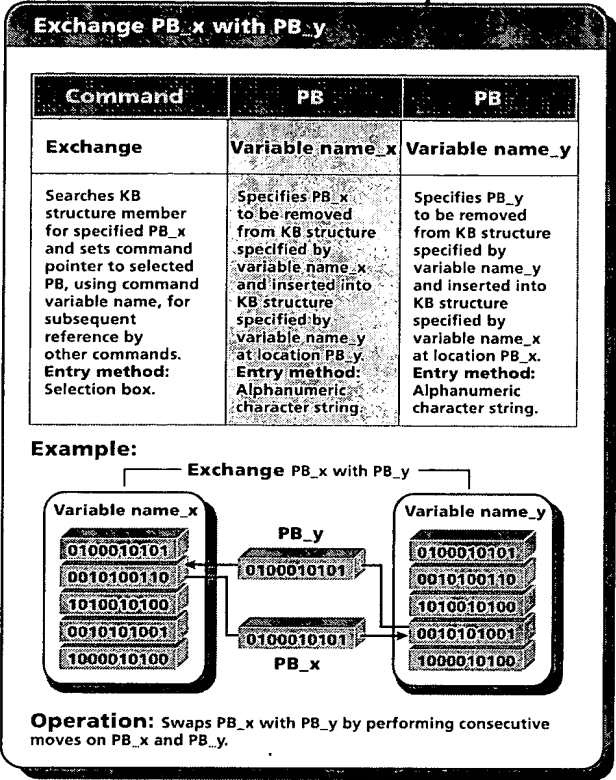 Exchange PB_x with PB_y
Command PB PB
Exchange Variable name_x Variable name_y
Searches KB
structure member
for specified PB_x
and sets command
pointer to selected
PB, using command
variable name, for
subsequent
reference by
other commands.
Entry method:
Selection box.
Specifies PB_x
to be removed
from KB structure
specified by
variable name_x
and inserted into
KB structure
specified by
variable name_y
at location PB_y.
Entry method:
Alphanumeric
character string.
Specifies PB_y
to be removed
from KB structure
specified by
variable name_y
and inserted into
KB structure
specified by
variable name_x
at location PB_x.
Entry method:
Alphanumeric
character string.
Example:
Exchange PB_x with PB_y
Variable name_x
0100010101
0010100110
1010010100
0010101001
1000010100
PB_y
0100010101
0100010101
PB_x
Variable name_y
0100010101
0010100110
1010010100
0010101001
1000010100
Operation: Swaps PB_x with PB_y by performing consecutive
moves on PB_x and PB_y.